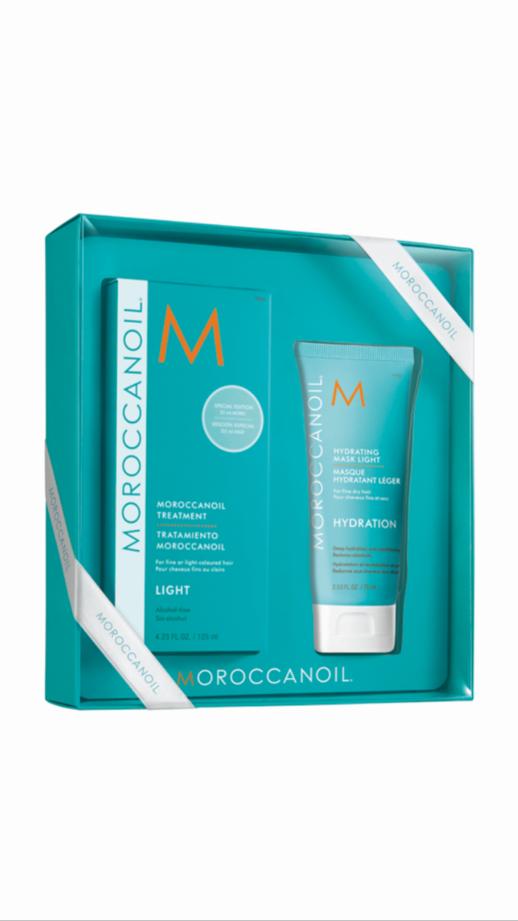 MOROCCANOIL
MOROCCANOIL®
M
SPECIAL EDITION
MOROCCANOIL
TREATMENT
TRATAMIENTO
MOROCCANOIL
For fine or light-coloured hair
Pour cheveux fins ou clairs
LIGHT
Alcohol-free
Sin alcohol
4.23 FL.OZ. / 125 ml
MOROCCANOIL
M
HYDRATING
MASK LIGHT
MASQUE
HYDRATANT LÉGER
For fine dry hair
Pour cheveux fins et secs
HYDRATION
MOROCCANOIL
MOROCCANOIL
MOROCCANOIL®